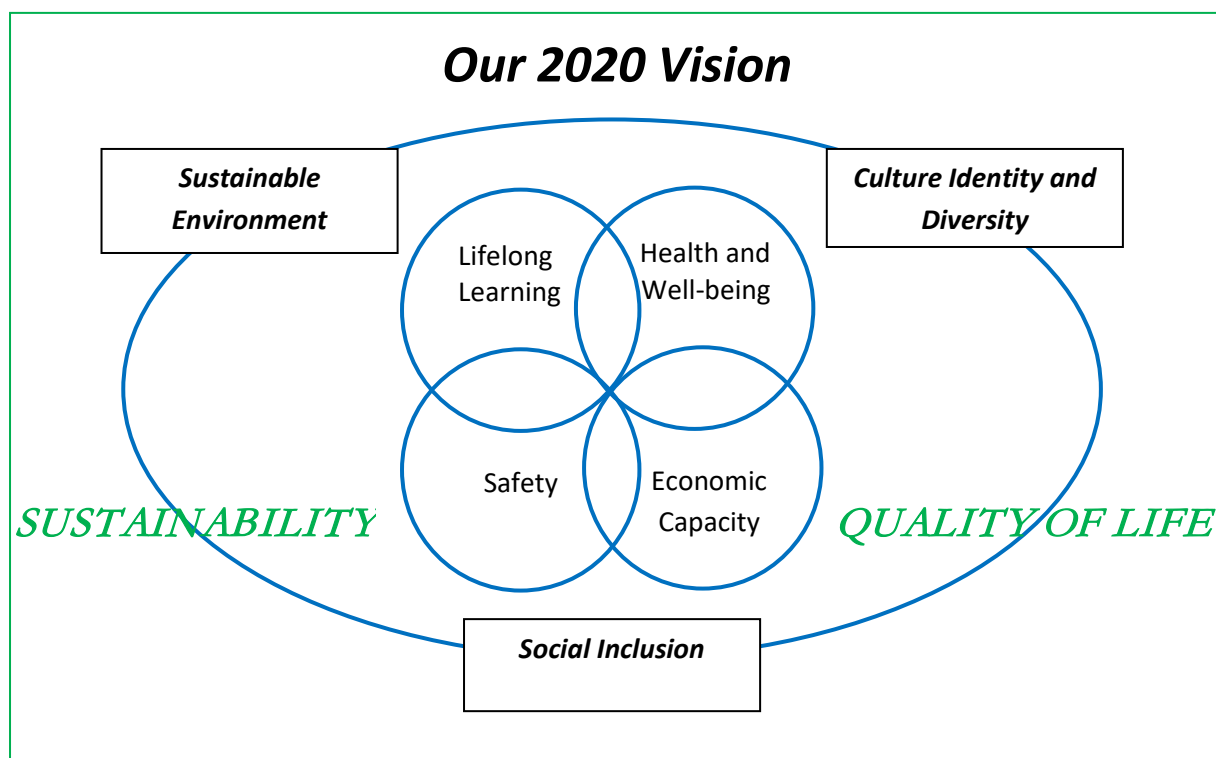 Our 2020 Vision
Sustainable
Environment
Culture Identity and
Diversity
Lifelong
Learning
Health and
Well-being
Safety
Economic
Capacity
SUSTAINABILITY
QUALITY OF LIFE
Social Inclusion